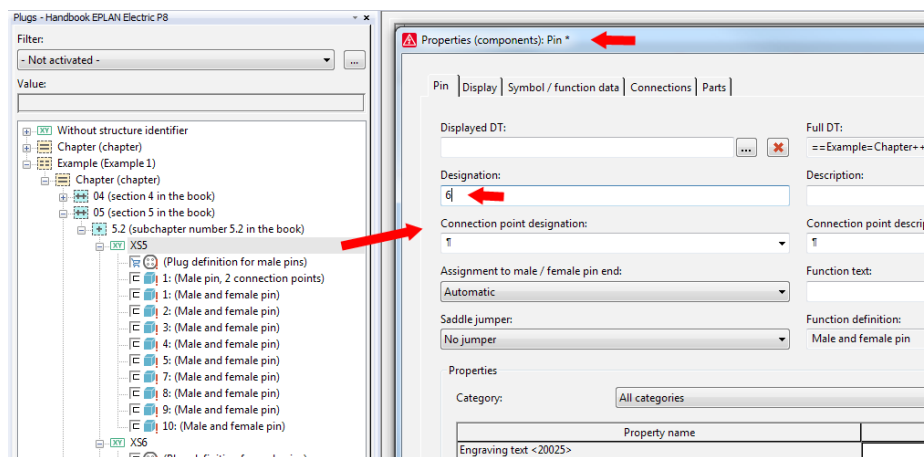 Plugs - Handbook EPLAN Electric P8
Filter:
- Not activated -
...
Value:
Without structure identifier
Chapter (chapter)
Example (Example 1)
Chapter (chapter)
04 (section 4 in the book)
05 (section 5 in the book)
5.2 (subchapter number 5.2 in the book)
XS5
(Plug definition for male pins)
1: (Male pin, 2 connection points)
1: (Male and female pin)
2: (Male and female pin)
3: (Male and female pin)
4: (Male and female pin)
5: (Male and female pin)
7: (Male and female pin)
8: (Male and female pin)
9: (Male and female pin)
10: (Male and female pin)
XS6
Properties (components): Pin *
Pin Display Symbol / function data Connections Parts
Displayed DT:
...
Full DT:
==Example=Chapter++
Designation:
6
Description:
Connection point designation:
¶
Connection point descrip
¶
Assignment to male / female pin end:
Automatic
Function text:
Saddle jumper:
No jumper
Function definition:
Male and female pin
Properties
Category:
All categories
Property name
Engraving text <20025>